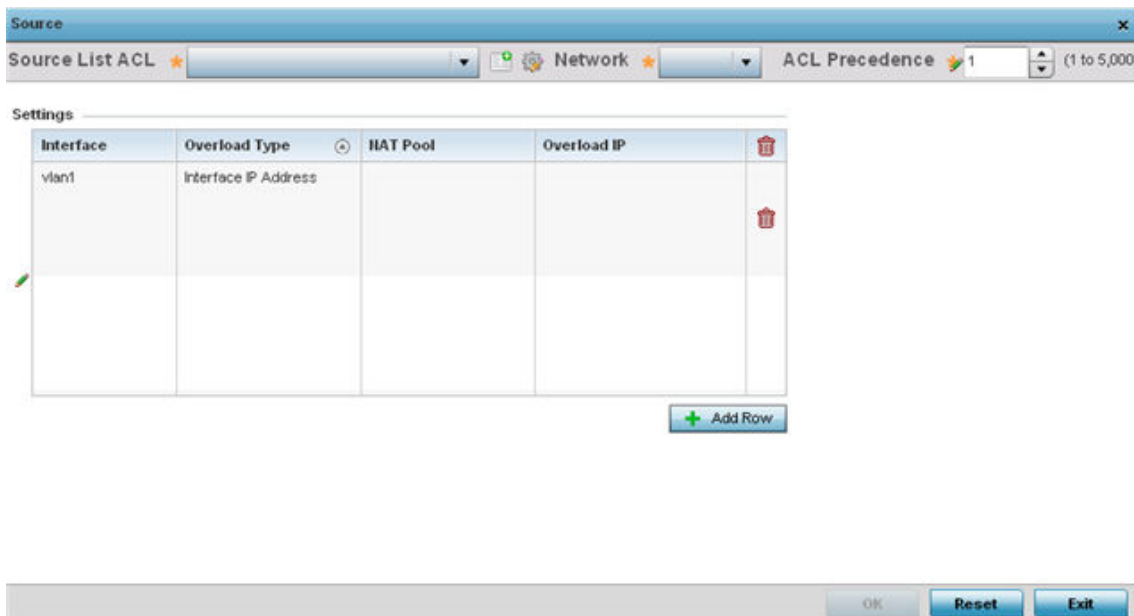 Source
Source List ACL Network ACL Precedence 1 (1 to 5,000
Settings
Interface Overload Type NAT Pool Overload IP
vlan1 Interface IP Address
Add Row
OK Reset Exit